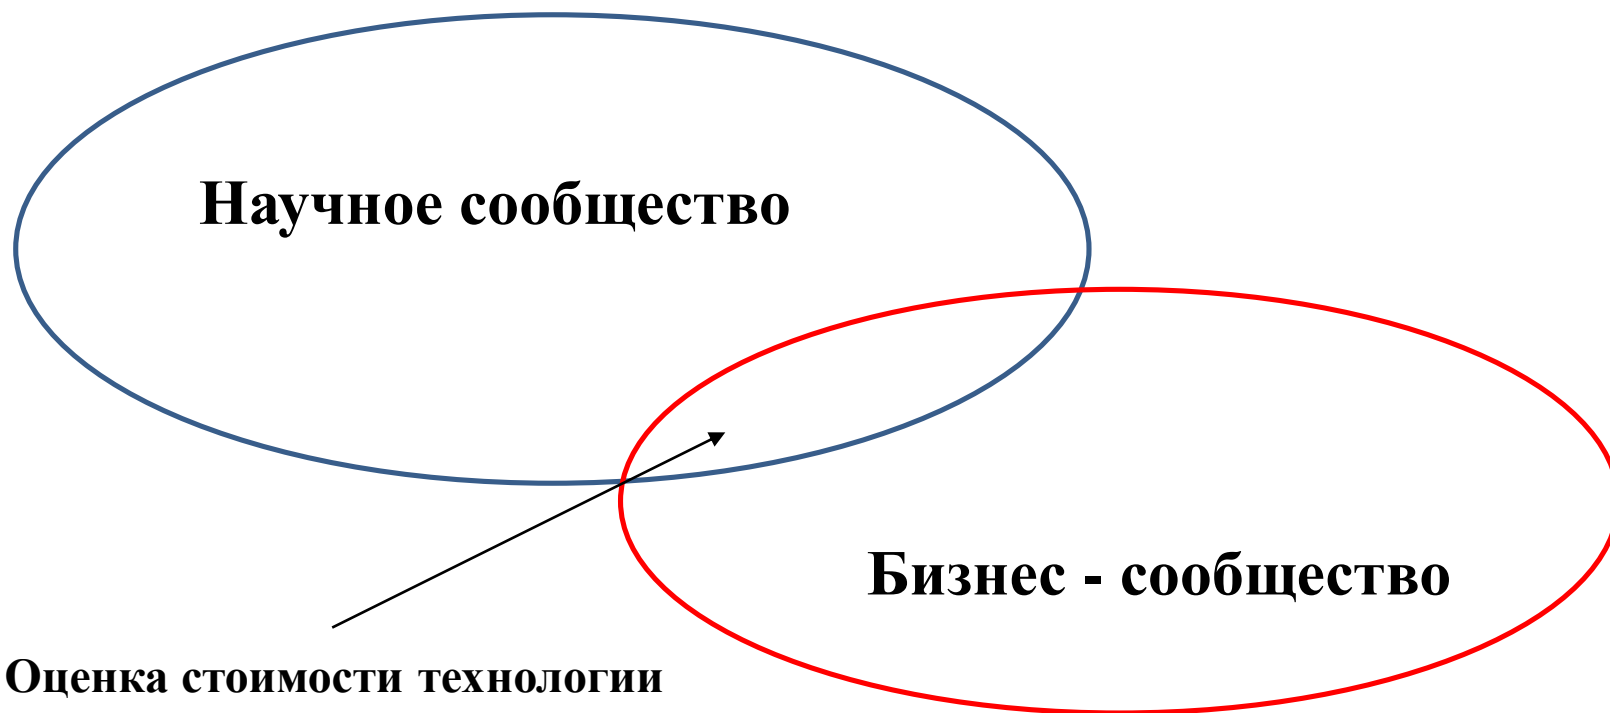 Научное сообщество
Бизнес - сообщество
Оценка стоимости технологии